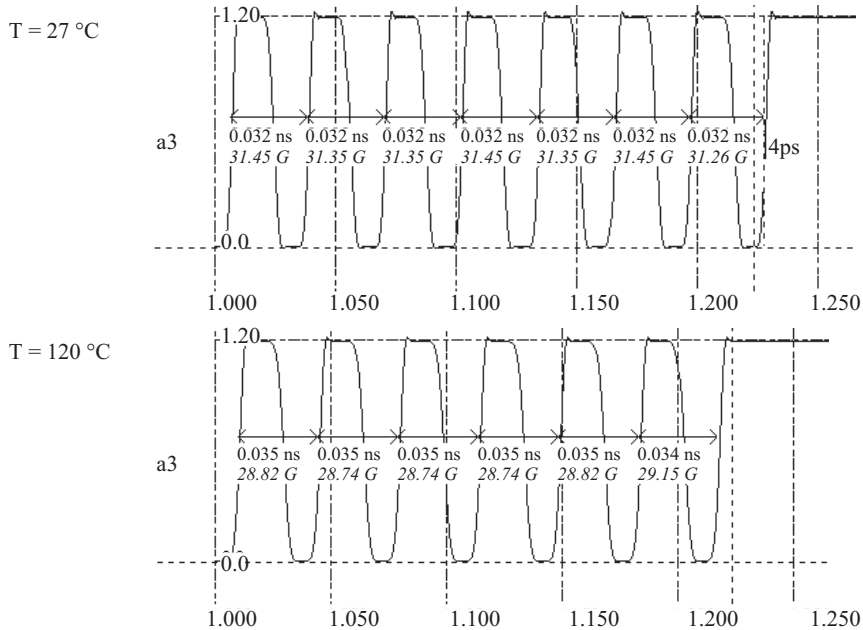 1.20
T = 27 °C
0.032 ns 0.032 ns 0.032 ns 0.032 ns 0.032 ns 0.032 ns 0.032 ns
a3
4ps
31.45 G 31.35 G 31.35 G 31.45 G 31.35 G 31.45 G 31.26 G
0.0
1.000 1.050 1.100 1.150 1.200 1.250
1.20
T = 120 °C
0.035 ns 0.035 ns 0.035 ns 0.035 ns 0.035 ns 0.034 ns
a3
28.82 G 28.74 G 28.74 G 28.74 G 28.82 G 29.15 G
0.0
1.000 1.050 1.100 1.150 1.200 1.250